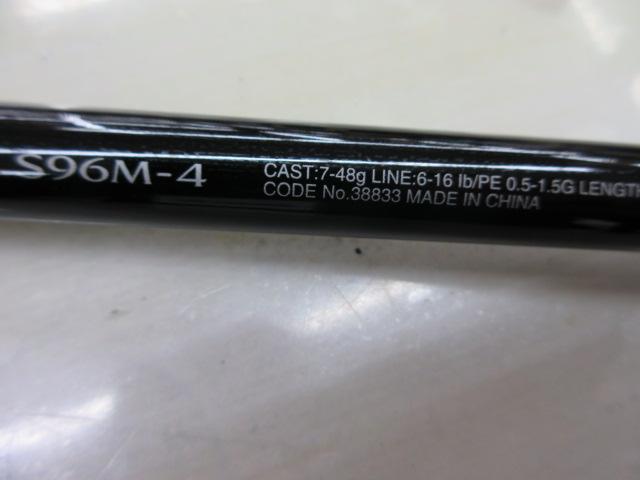 S96M-4
CAST:7-48g LINE:6-16 lb/PE 0.5-1.5G LENGTH
CODE No.38833 MADE IN CHINA